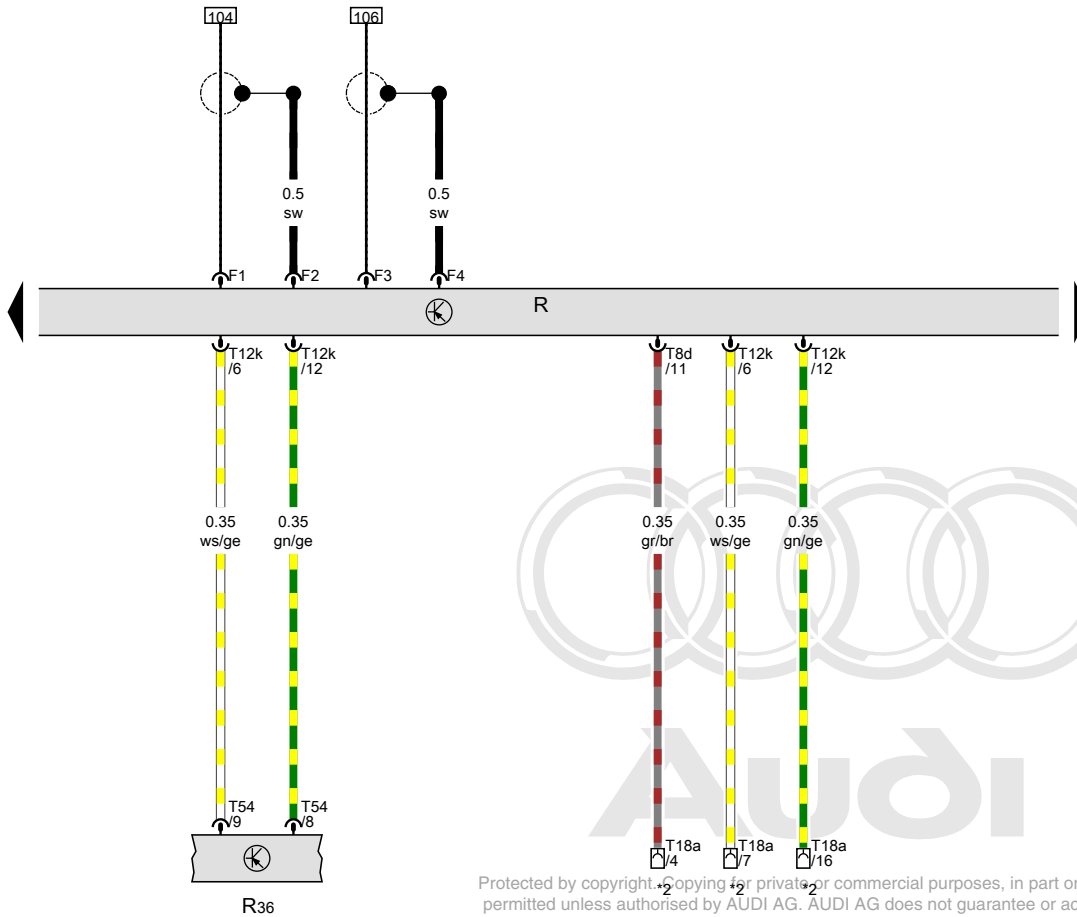 104 106
0.5 0.5
sw sw
F1 F2 F3 F4
R
T12k T12k T8d T12k T12k
/6 /12 /11 /6 /12
0.35 0.35 0.35 0.35 0.35
ws/ge gn/ge gr/br ws/ge gn/ge
Audi
T54 T54
/9 /8
T18a T18a T18a
/4 /7 /16
*2 *2 *2
R36
Protected by copyright. Copying for private or commercial purposes, in part or
permitted unless authorised by AUDI AG. AUDI AG does not guarantee or ac